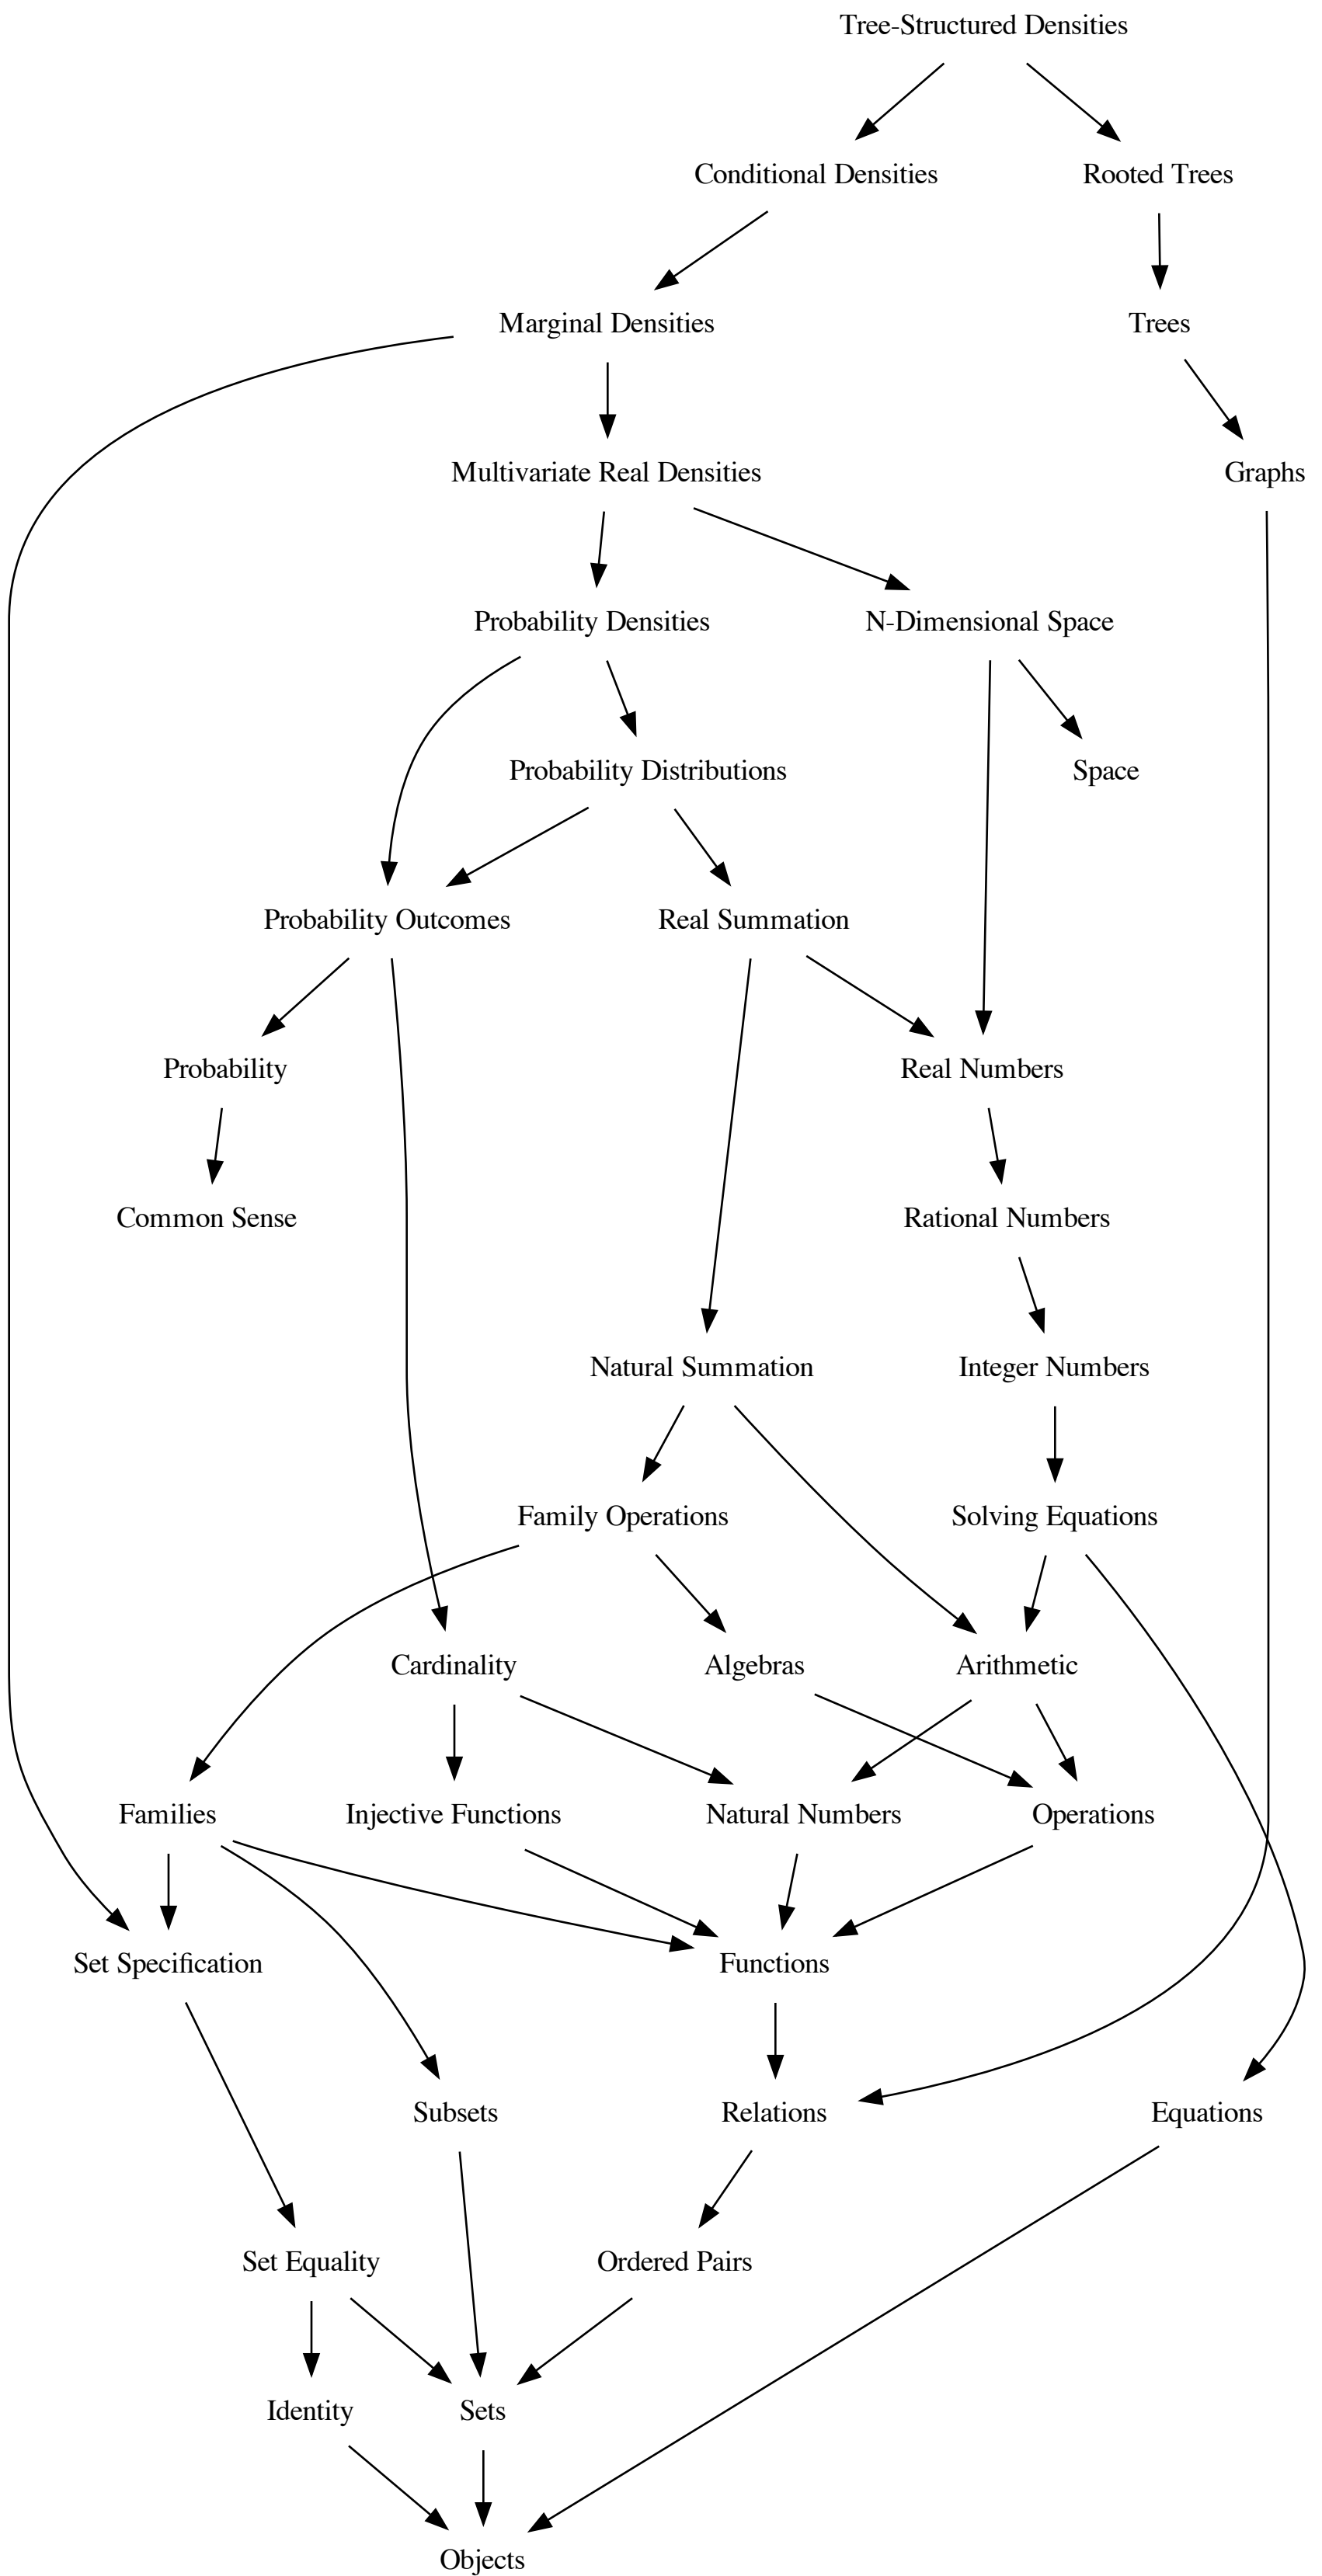 Tree-Structured Densities
Conditional Densities
Rooted Trees
Marginal Densities
Trees
Multivariate Real Densities
Graphs
Probability Densities
N-Dimensional Space
Probability Distributions
Space
Probability Outcomes
Real Summation
Probability
Real Numbers
Common Sense
Rational Numbers
Natural Summation
Integer Numbers
Family Operations
Solving Equations
Cardinality
Algebras
Arithmetic
Families
Injective Functions
Natural Numbers
Operations
Set Specification
Functions
Subsets
Relations
Equations
Set Equality
Ordered Pairs
Identity
Sets
Objects